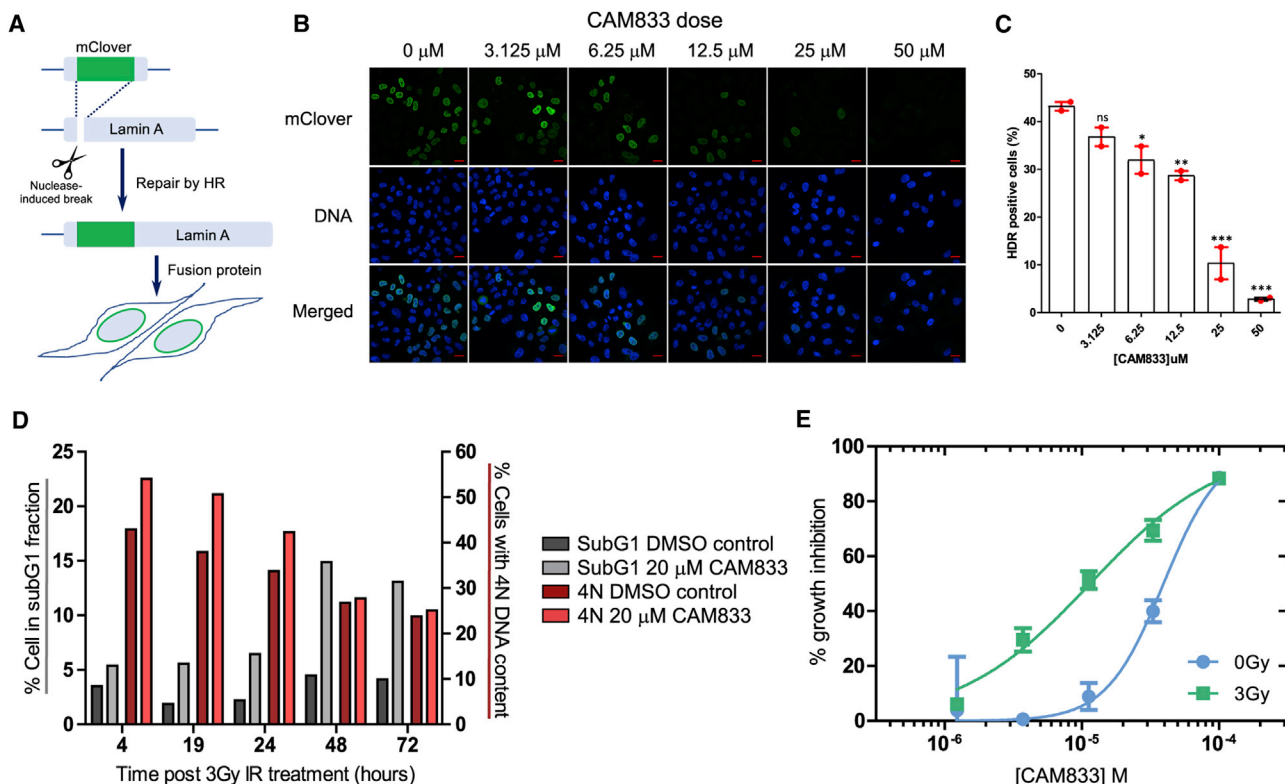 A
mClover
Lamin A
Nuclease-
induced break
Repair by HR
Lamin A
Fusion protein
B
CAM833 dose
0 μM 3.125 μM 6.25 μM 12.5 μM 25 μM 50 μM
mClover
DNA
Merged
C
HDR positive cells (%)
50
40
30
20
10
0
ns
*
**
***
***
0 3.125 6.25 12.5 25 50
[CAM833]uM
D
% Cell in subG1 fraction
25
20
15
10
5
0
% Cells with 4N DNA content
60
50
40
30
20
10
0
4 19 24 48 72
Time post 3Gy IR treatment (hours)
SubG1 DMSO control
SubG1 20 μM CAM833
4N DMSO control
4N 20 μM CAM833
E
% growth inhibition
100
80
60
40
20
0
10-6 10-5 10-4
[CAM833] M
0Gy
3Gy